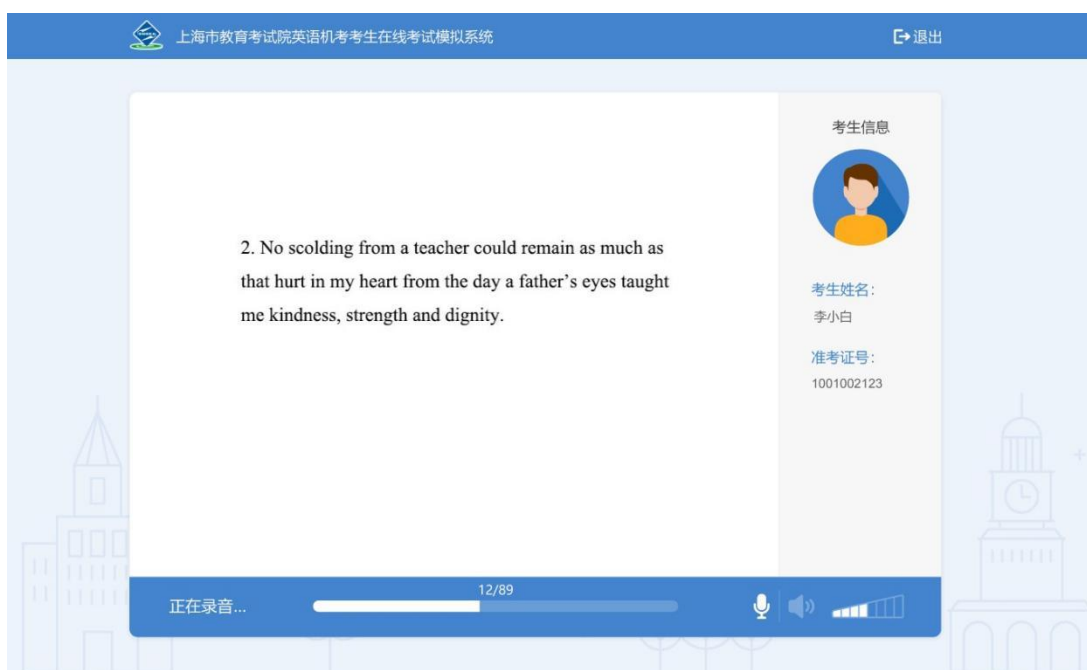 上海市教育考试院英语机考考生在线考试模拟系统
退出
考生信息
2. No scolding from a teacher could remain as much as
that hurt in my heart from the day a father’s eyes taught
me kindness, strength and dignity.
考生姓名：
李小白
准考证号：
1001002123
正在录音...
12/89